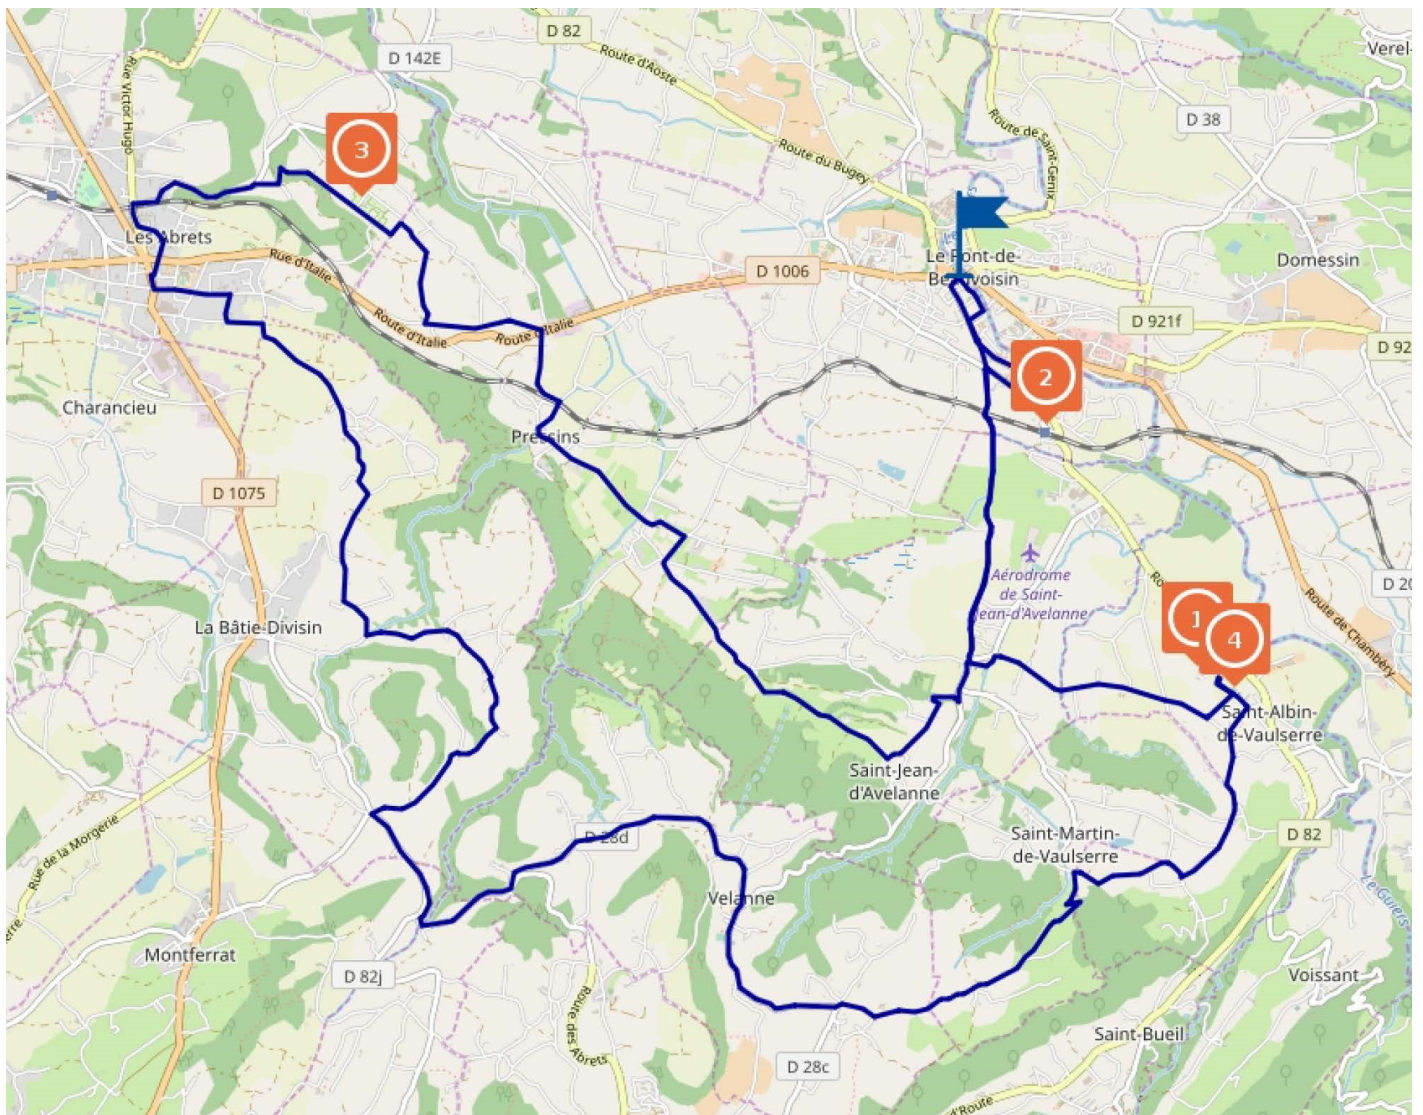 D 82
Verel-
D 142E
Route d'Aoste
Rue Victor Hugo
D 38
Route de Saint-Genix
3
Route du Bugey
Les Abrets
Rue d'Italie
Le Pont-de-
Beauvoisin
Domessin
D 1006
Route d'Italie
Route d'Italie
D 921f
D 92
2
Charancieu
Pressins
D 1075
Aérodrome
de Saint-
Jean-d'Avelanne
D 20
Route de Chambéry
1
4
La Bâtie-Divisin
Saint-Albin-
de-Vaulserre
Saint-Jean-
d'Avelanne
Rue de la Morgerie
D 28d
Saint-Martin-
de-Vaulserre
D 82
Le Guiers
Velanne
Montferrat
D 82j
Voissant
Route des Abrets
Saint-Bueil
D 28c
d'Route